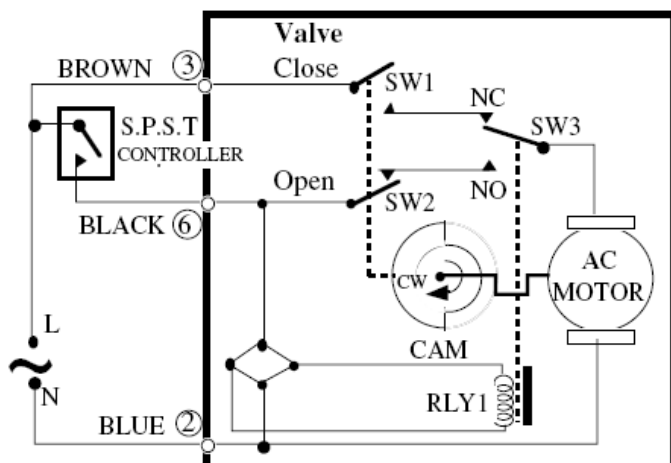 Valve
BROWN ③ Close SW1
NC
SW3
S.P.S.T
CONTROLLER
Open
NO
SW2
BLACK ⑥
CW
AC
MOTOR
L
CAM
N
RLY1
BLUE ②